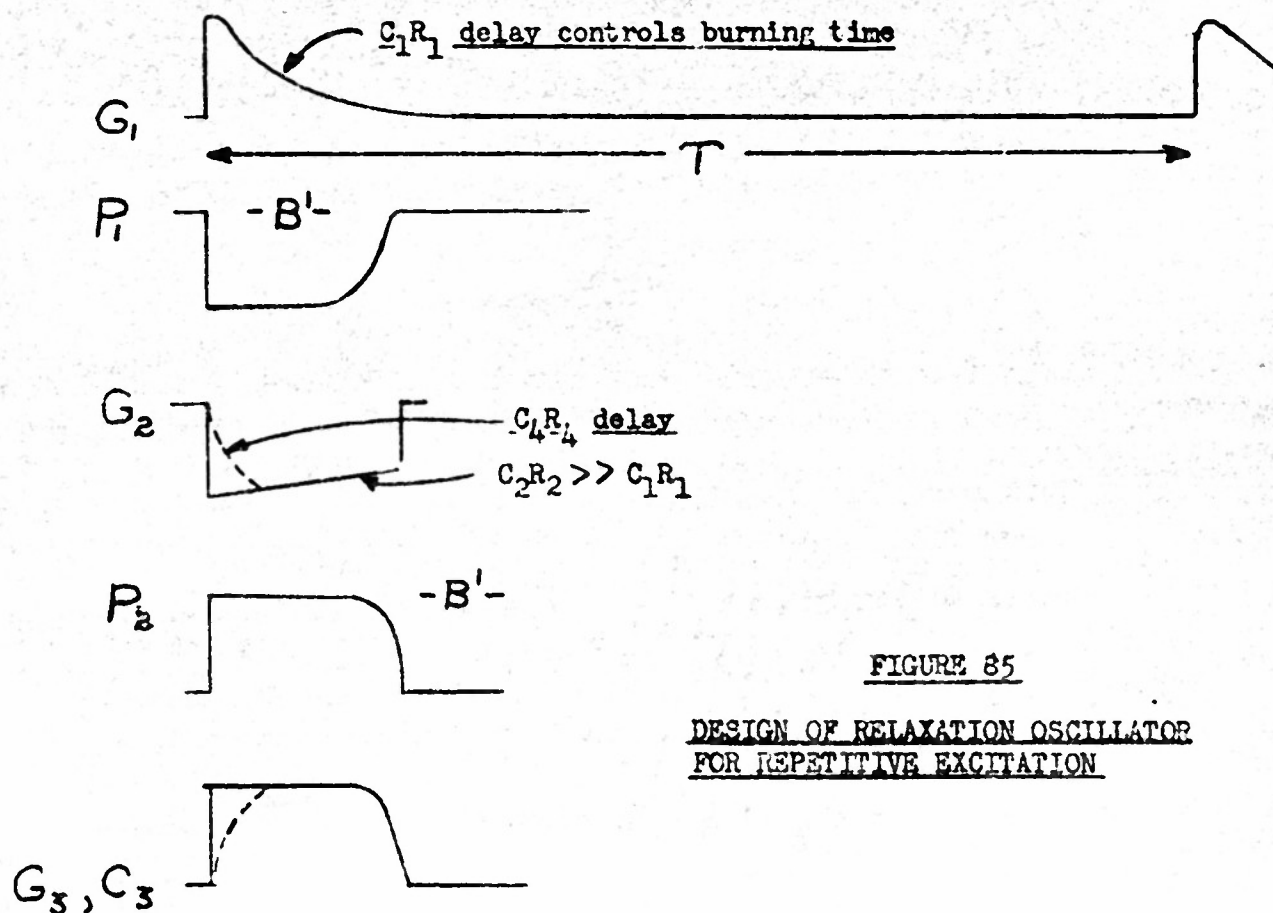 C₁R₁ delay controls burning time
G₁
T
P₁ -B'-
G₂
C₄R₄ delay
C₂R₂ >> C₁R₁
P₂ -B'-
FIGURE 85
DESIGN OF RELAXATION OSCILLATOR
FOR REPETITIVE EXCITATION
G₃, C₃